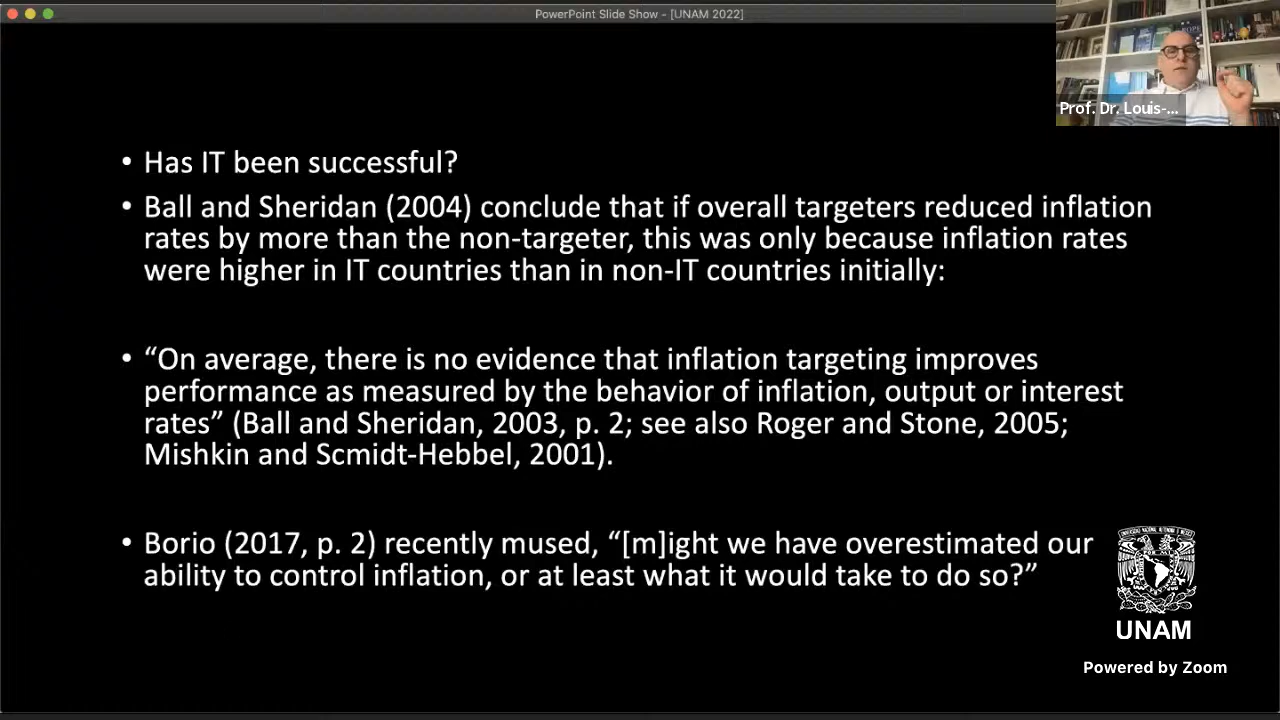 PowerPoint Slide Show - [UNAM 2022]
Prof. Dr. Louis-...
• Has IT been successful?
• Ball and Sheridan (2004) conclude that if overall targeters reduced inflation
rates by more than the non-targeter, this was only because inflation rates
were higher in IT countries than in non-IT countries initially:
• “On average, there is no evidence that inflation targeting improves
performance as measured by the behavior of inflation, output or interest
rates” (Ball and Sheridan, 2003, p. 2; see also Roger and Stone, 2005;
Mishkin and Scmidt-Hebbel, 2001).
• Borio (2017, p. 2) recently mused, “[m]ight we have overestimated our
ability to control inflation, or at least what it would take to do so?”
UNAM
Powered by Zoom